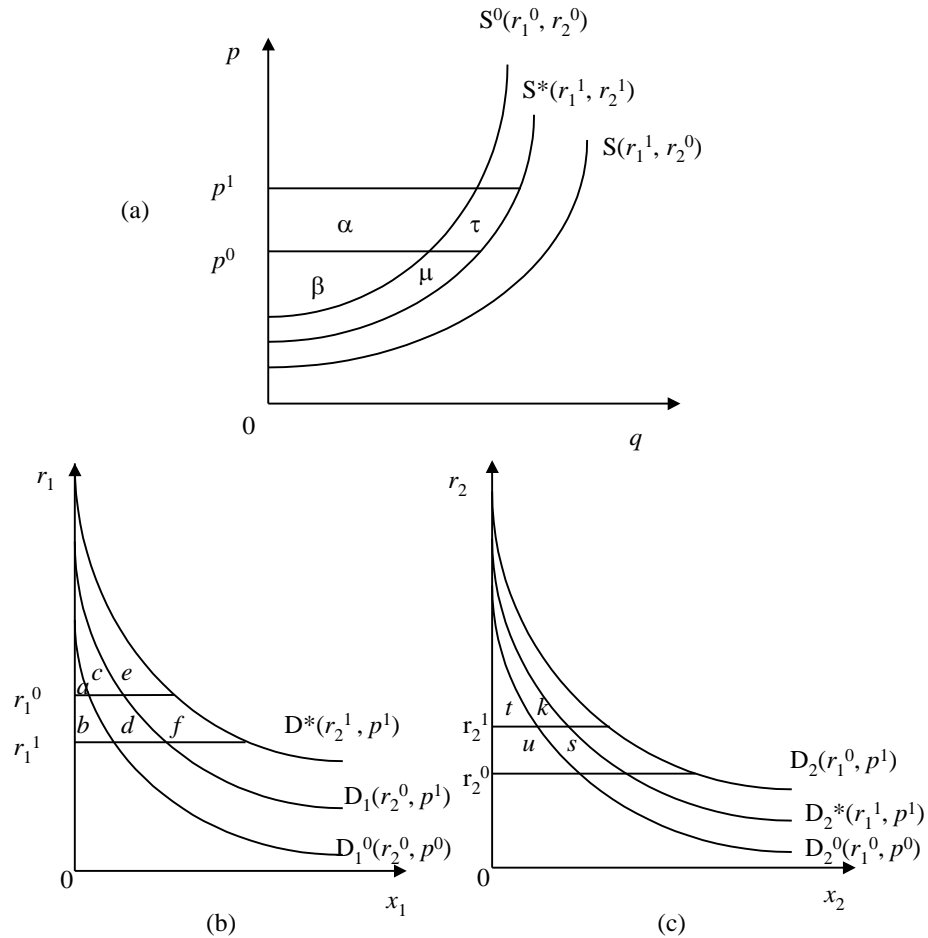 S⁰(r₁⁰, r₂⁰)
p
S*(r₁¹, r₂¹)
S(r₁¹, r₂⁰)
p¹
(a)
α
τ
p⁰
μ
β
0
q
r₁
r₂
c e
a
r₁⁰
b d f
r₁¹
D*(r₂¹, p¹)
D₁(r₂⁰, p¹)
D₁⁰(r₂⁰, p⁰)
0
x₁
(b)
t k
r₂¹
u s
r₂⁰
D₂(r₁⁰, p¹)
D₂*(r₁¹, p¹)
D₂⁰(r₁⁰, p⁰)
0
x₂
(c)